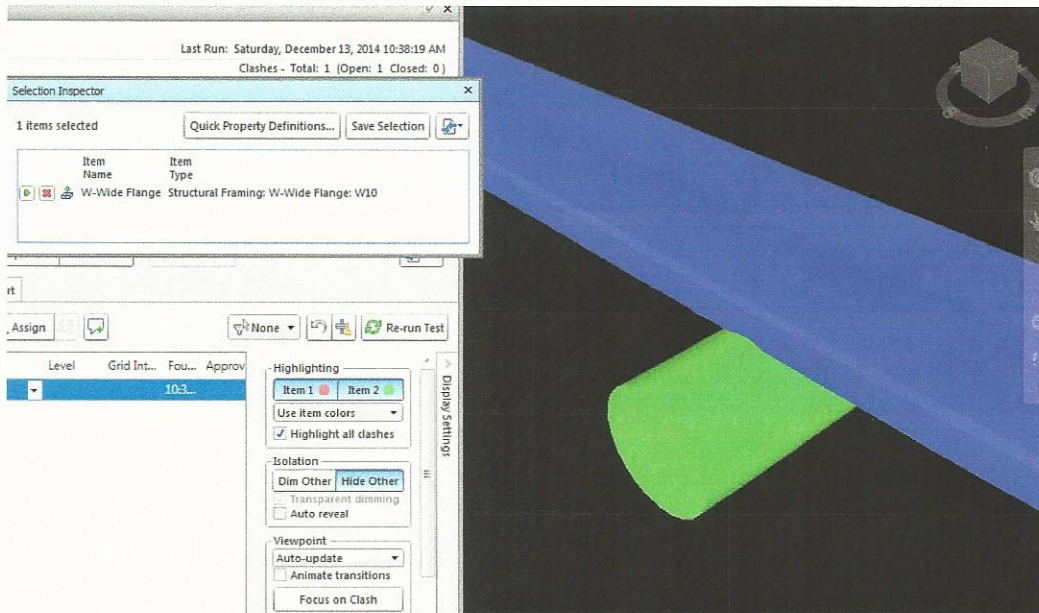 Last Run: Saturday, December 13, 2014 10:38:19 AM
Clashes - Total: 1 (Open: 1 Closed: 0)
Selection Inspector
1 items selected
Quick Property Definitions... Save Selection
Item Name Item Type
W-Wide Flange Structural Framing: W-Wide Flange: W10
rt
Assign None Re-run Test
Level Grid Int... Fou... Approv
10:3...
Highlighting
Item 1 Item 2
Use item colors
Highlight all clashes
Isolation
Dim Other Hide Other
Transparent dimming
Auto reveal
Viewpoint
Auto-update
Animate transitions
Focus on Clash
Display Settings